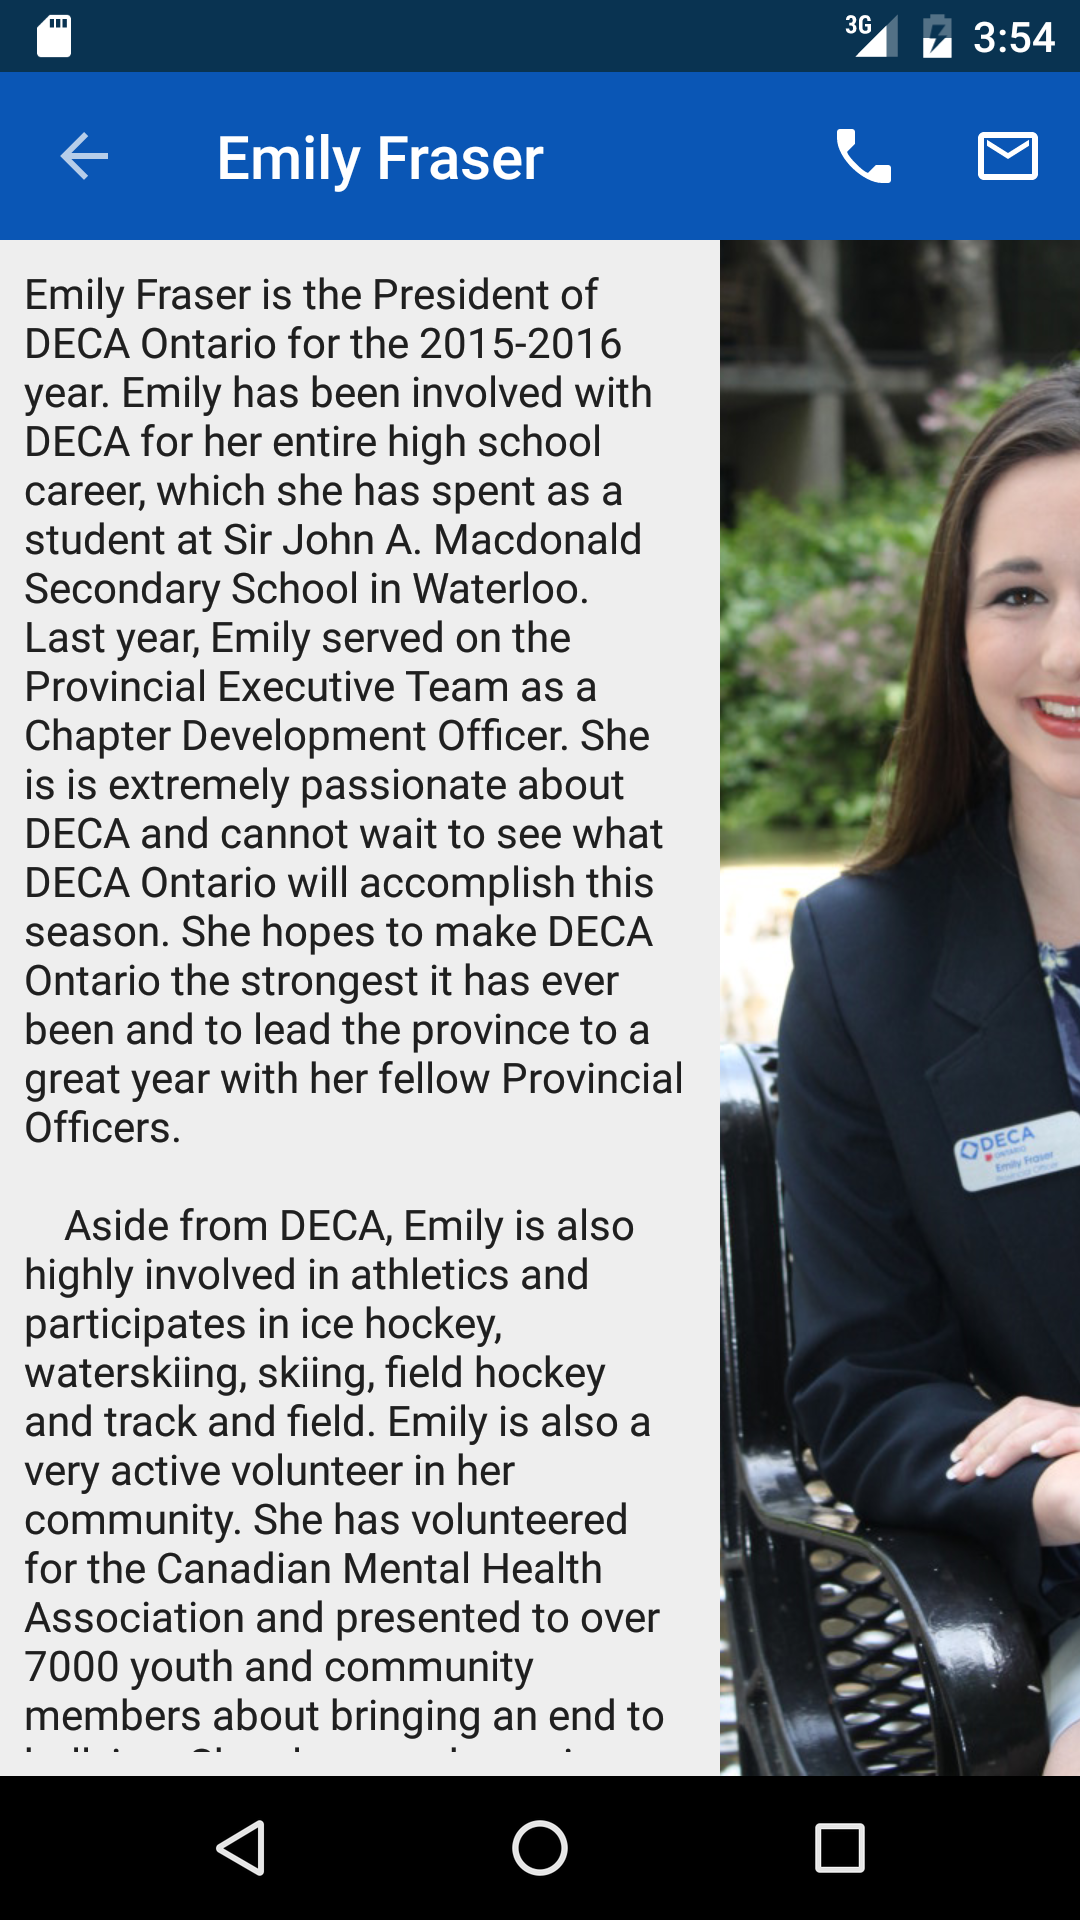 3G 3:54
Emily Fraser
Emily Fraser is the President of
DECA Ontario for the 2015-2016
year. Emily has been involved with
DECA for her entire high school
career, which she has spent as a
student at Sir John A. Macdonald
Secondary School in Waterloo.
Last year, Emily served on the
Provincial Executive Team as a
Chapter Development Officer. She
is is extremely passionate about
DECA and cannot wait to see what
DECA Ontario will accomplish this
season. She hopes to make DECA
Ontario the strongest it has ever
been and to lead the province to a
great year with her fellow Provincial
Officers.
Aside from DECA, Emily is also
highly involved in athletics and
participates in ice hockey,
waterskiing, skiing, field hockey
and track and field. Emily is also a
very active volunteer in her
community. She has volunteered
for the Canadian Mental Health
Association and presented to over
7000 youth and community
members about bringing an end to
DECA
ONTARIO
Emily Fraser
Provincial Officer